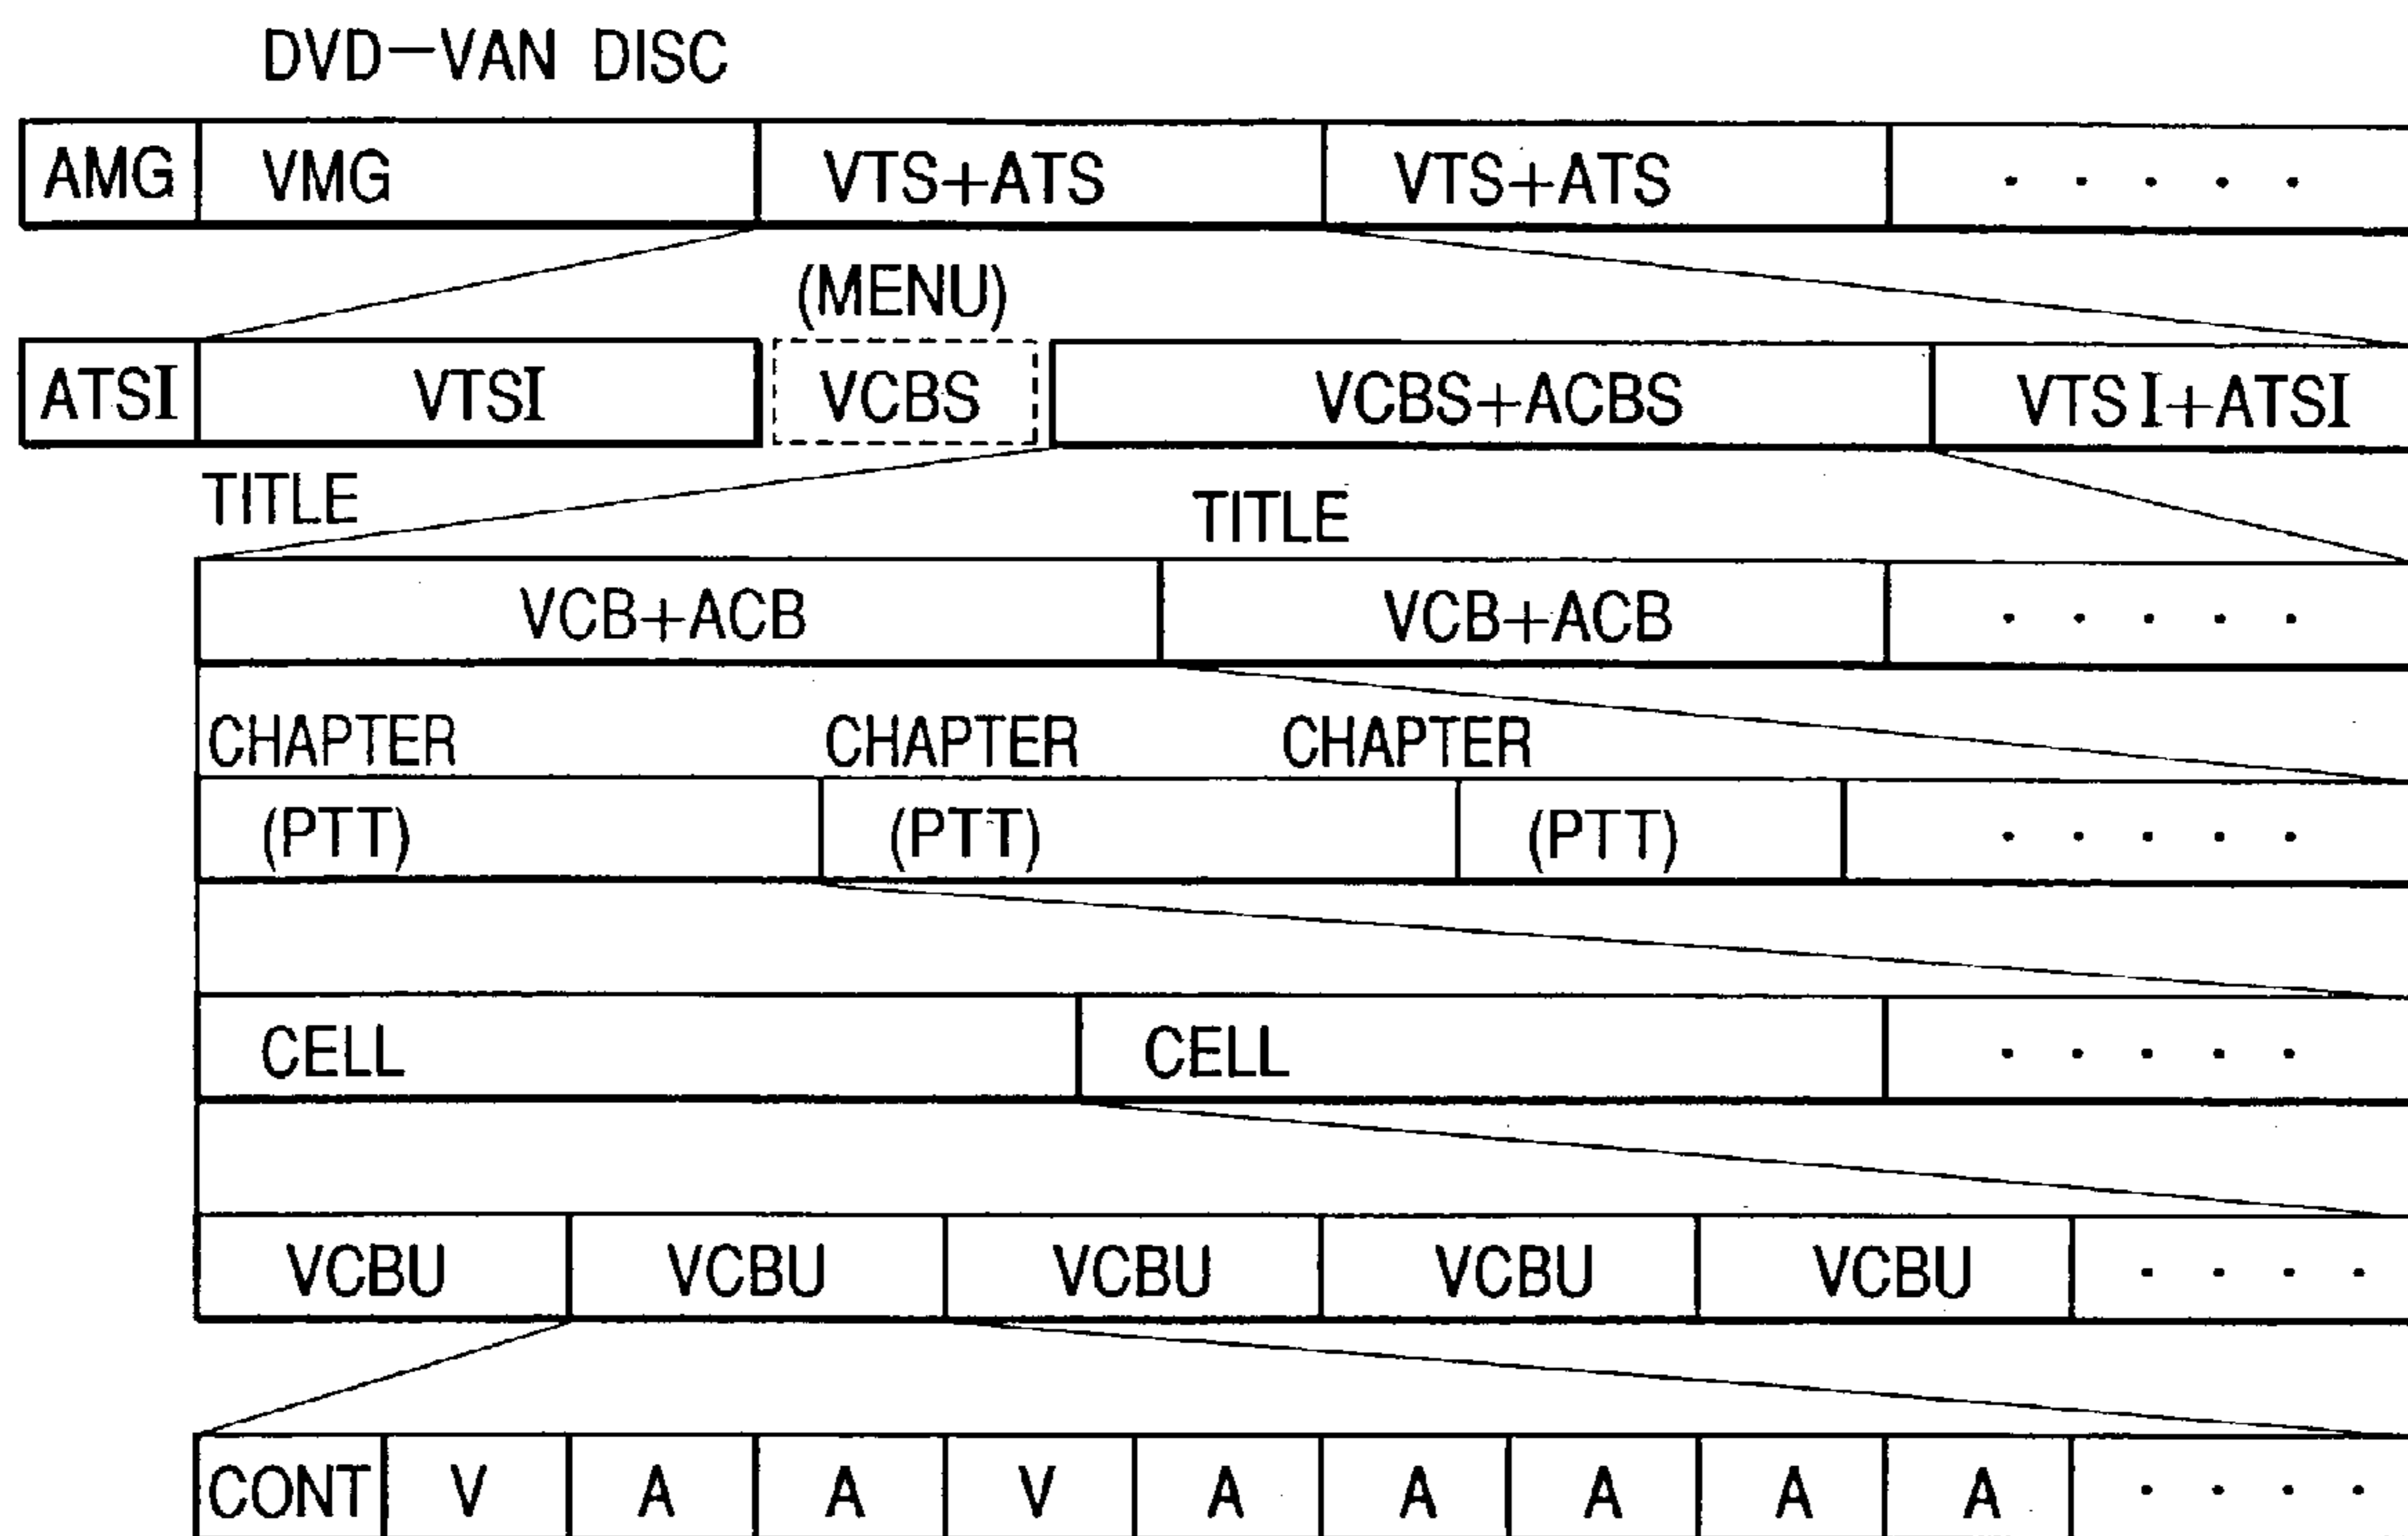 DVD-VAN DISC
AMG VMG VTS+ATS VTS+ATS . . . . .
(MENU)
ATSI VTSI VCBS VCBS+ACBS VTSI+ATSI
TITLE TITLE
VCB+ACB VCB+ACB . . . . .
CHAPTER CHAPTER CHAPTER
(PTT) (PTT) (PTT) . . . . .
CELL CELL . . . . .
VCBU VCBU VCBU VCBU VCBU . . . .
CONT V A A V A A A A A . . . .